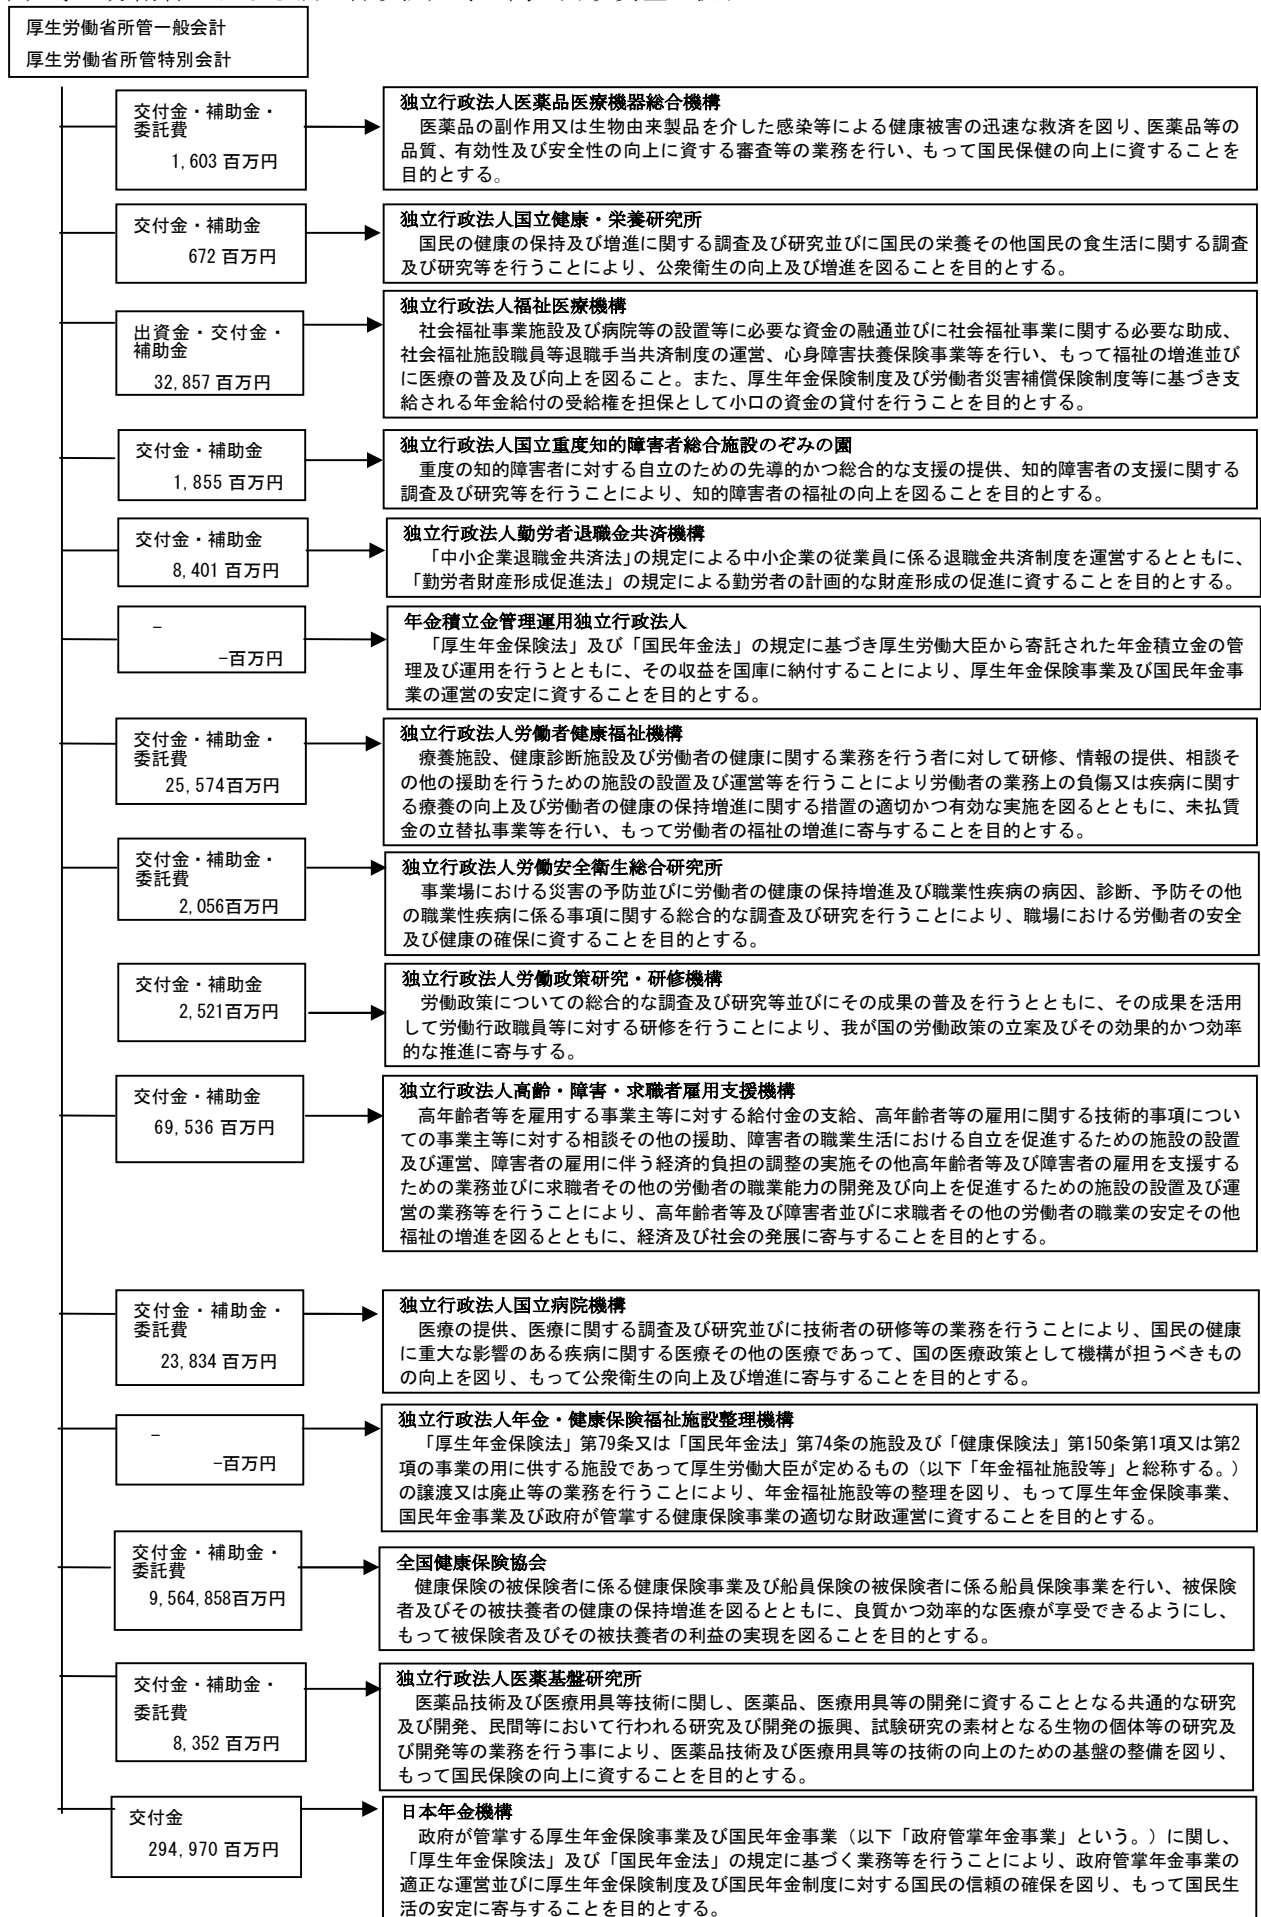 厚生労働省所管一般会計
厚生労働省所管特別会計
交付金・補助金・
委託費
1,603 百万円
独立行政法人医薬品医療機器総合機構
医薬品の副作用又は生物由来製品を介した感染等による健康被害の迅速な救済を図り、医薬品等の
品質、有効性及び安全性の向上に資する審査等の業務を行い、もって国民保健の向上に資することを
目的とする。
交付金・補助金
672 百万円
独立行政法人国立健康・栄養研究所
国民の健康の保持及び増進に関する調査及び研究並びに国民の栄養その他国民の食生活に関する調査
及び研究等を行うことにより、公衆衛生の向上及び増進を図ることを目的とする。
出資金・交付金・
補助金
32,857 百万円
独立行政法人福祉医療機構
社会福祉事業施設及び病院等の設置等に必要な資金の融通並びに社会福祉事業に関する必要な助成、
社会福祉施設職員等退職手当共済制度の運営、心身障害扶養保険事業等を行い、もって福祉の増進並び
に医療の普及及び向上を図ること。また、厚生年金保険制度及び労働者災害補償保険制度等に基づき支
給される年金給付の受給権を担保として小口の資金の貸付を行うことを目的とする。
交付金・補助金
1,855 百万円
独立行政法人国立重度知的障害者総合施設のぞみの園
重度の知的障害者に対する自立のための先導的かつ総合的な支援の提供、知的障害者の支援に関する
調査及び研究等を行うことにより、知的障害者の福祉の向上を図ることを目的とする。
交付金・補助金
8,401 百万円
独立行政法人勤労者退職金共済機構
「中小企業退職金共済法」の規定による中小企業の従業員に係る退職金共済制度を運営するとともに、
「勤労者財産形成促進法」の規定による勤労者の計画的な財産形成の促進に資することを目的とする。
－
－百万円
年金積立金管理運用独立行政法人
「厚生年金保険法」及び「国民年金法」の規定に基づき厚生労働大臣から寄託された年金積立金の管
理及び運用を行うとともに、その収益を国庫に納付することにより、厚生年金保険事業及び国民年金事
業の運営の安定に資することを目的とする。
交付金・補助金・
委託費
25,574百万円
独立行政法人労働者健康福祉機構
療養施設、健康診断施設及び労働者の健康に関する業務を行う者に対して研修、情報の提供、相談そ
の他の援助を行うための施設の設置及び運営等を行うことにより労働者の業務上の負傷又は疾病に関す
る療養の向上及び労働者の健康の保持増進に関する措置の適切かつ有効な実施を図るとともに、未払賃
金の立替払事業等を行い、もって労働者の福祉の増進に寄与することを目的とする。
交付金・補助金・
委託費
2,056百万円
独立行政法人労働安全衛生総合研究所
事業場における災害の予防並びに労働者の健康の保持増進及び職業性疾病の病因、診断、予防その他
の職業性疾病に係る事項に関する総合的な調査及び研究を行うことにより、職場における労働者の安全
及び健康の確保に資することを目的とする。
交付金・補助金
2,521百万円
独立行政法人労働政策研究・研修機構
労働政策についての総合的な調査及び研究等並びにその成果の普及を行うとともに、その成果を活用
して労働行政職員等に対する研修を行うことにより、我が国の労働政策の立案及びその効果的かつ効率
的な推進に寄与する。
交付金・補助金
69,536 百万円
独立行政法人高齢・障害・求職者雇用支援機構
高年齢者等を雇用する事業主等に対する給付金の支給、高年齢者等の雇用に関する技術的事項につい
ての事業主等に対する相談その他の援助、障害者の職業生活における自立を促進するための施設の設置
及び運営、障害者の雇用に伴う経済的負担の調整の実施その他高年齢者等及び障害者の雇用を支援する
ための業務並びに求職者その他の労働者の職業能力の開発及び向上を促進するための施設の設置及び運
営の業務等を行うことにより、高年齢者等及び障害者並びに求職者その他の労働者の職業の安定その他
福祉の増進を図るとともに、経済及び社会の発展に寄与することを目的とする。
交付金・補助金・
委託費
23,834 百万円
独立行政法人国立病院機構
医療の提供、医療に関する調査及び研究並びに技術者の研修等の業務を行うことにより、国民の健康
に重大な影響のある疾病に関する医療その他の医療であって、国の医療政策として機構が担うべきもの
の向上を図り、もって公衆衛生の向上及び増進に寄与することを目的とする。
－
－百万円
独立行政法人年金・健康保険福祉施設整理機構
「厚生年金保険法」第79条又は「国民年金法」第74条の施設及び「健康保険法」第150条第1項又は第2
項の事業の用に供する施設であって厚生労働大臣が定めるもの（以下「年金福祉施設等」と総称する。）
の譲渡又は廃止等の業務を行うことにより、年金福祉施設等の整理を図り、もって厚生年金保険事業、
国民年金事業及び政府が管掌する健康保険事業の適切な財政運営に資することを目的とする。
交付金・補助金・
委託費
9,564,858百万円
全国健康保険協会
健康保険の被保険者に係る健康保険事業及び船員保険の被保険者に係る船員保険事業を行い、被保険
者及びその被扶養者の健康の保持増進を図るとともに、良質かつ効率的な医療が享受できるようにし、
もって被保険者及びその被扶養者の利益の実現を図ることを目的とする。
交付金・補助金・
委託費
8,352 百万円
独立行政法人医薬基盤研究所
医薬品技術及び医療用具等技術に関し、医薬品、医療用具等の開発に資することとなる共通的な研究
及び開発、民間等において行われる研究及び開発の振興、試験研究の素材となる生物の個体等の研究及
び開発等の業務を行う事により、医薬品技術及び医療用具等の技術の向上のための基盤の整備を図り、
もって国民保険の向上に資することを目的とする。
交付金
294,970 百万円
日本年金機構
政府が管掌する厚生年金保険事業及び国民年金事業（以下「政府管掌年金事業」という。）に関し、
「厚生年金保険法」及び「国民年金法」の規定に基づく業務等を行うことにより、政府管掌年金事業の
適正な運営並びに厚生年金保険制度及び国民年金制度に対する国民の信頼の確保を図り、もって国民生
活の安定に寄与することを目的とする。